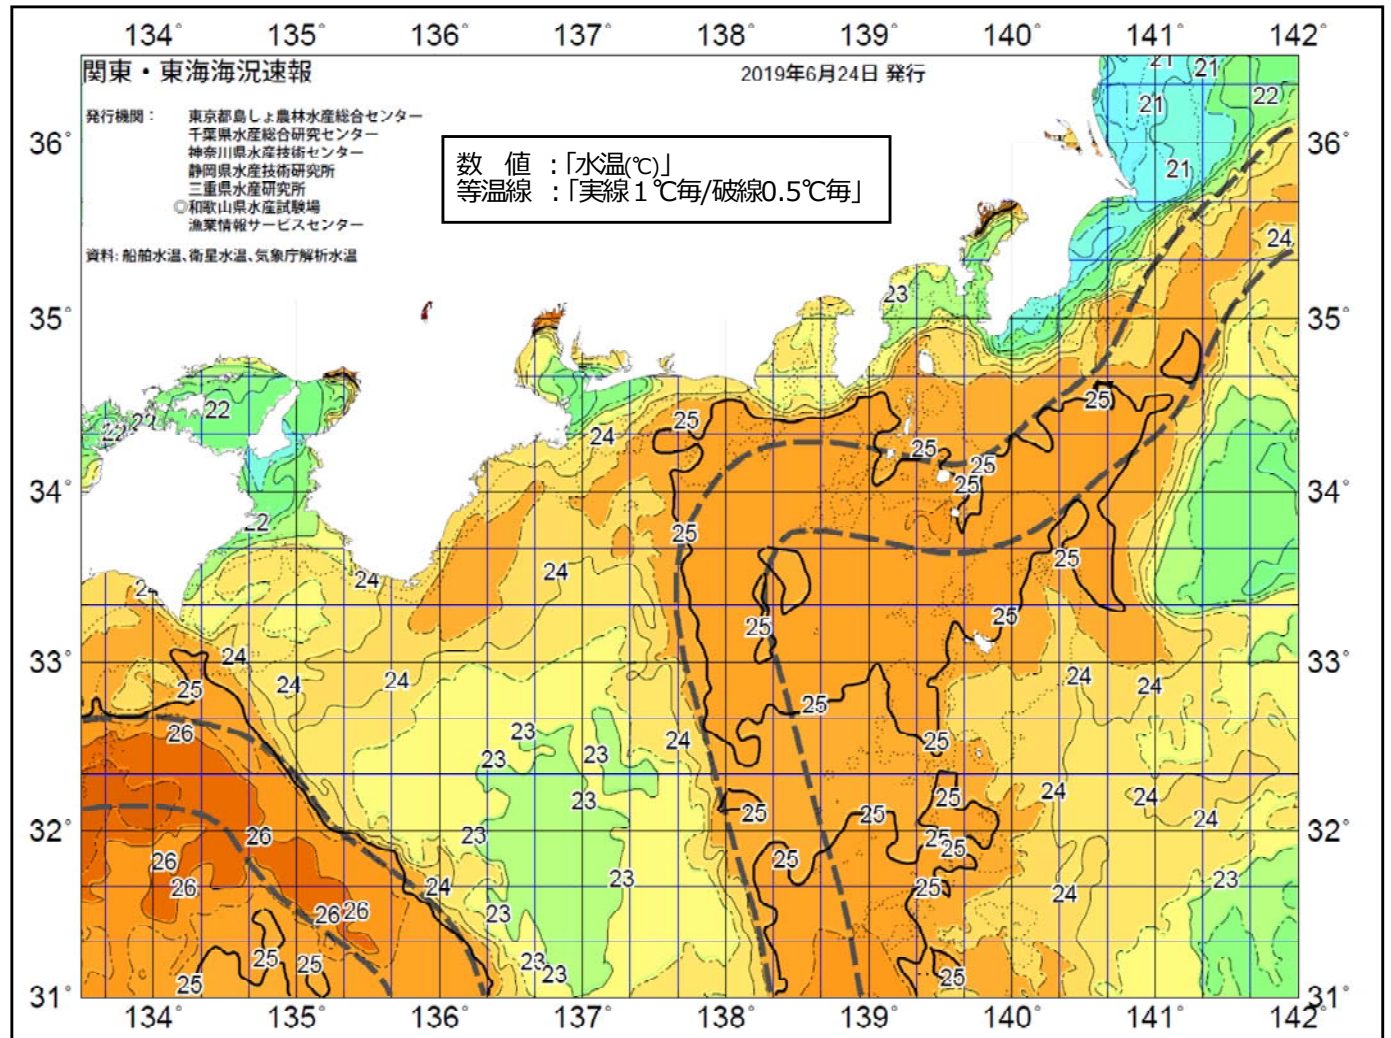 134° 135° 136° 137° 138° 139° 140° 141° 142°
関東・東海海況速報
2019年6月24日 発行
発行機関： 東京都島しょ農林水産総合センター
千葉県水産総合研究センター
神奈川県水産技術センター
静岡県水産技術研究所
三重県水産研究所
◎和歌山県水産試験場
漁業情報サービスセンター
資料: 船舶水温、衛星水温、気象庁解析水温
数　値　：「水温(℃)」
等温線　：「実線１℃毎/破線0.5℃毎」
21 21
21 22
36° 36°
21
24
23
35° 35°
22 22 22
25 25
24 25 25
25
34° 34°
22 25
24 24 25
24 25 25
33° 24 33°
25 24 24 25 24 24
26 23 23 23 24 25
23 25 25 25 24 24
32° 26 23 25 24 32°
26 25 25
26 24 23 25 24 23
26 26 23
25 25 23 23 25
25
31° 31°
134° 135° 136° 137° 138° 139° 140° 141° 142°